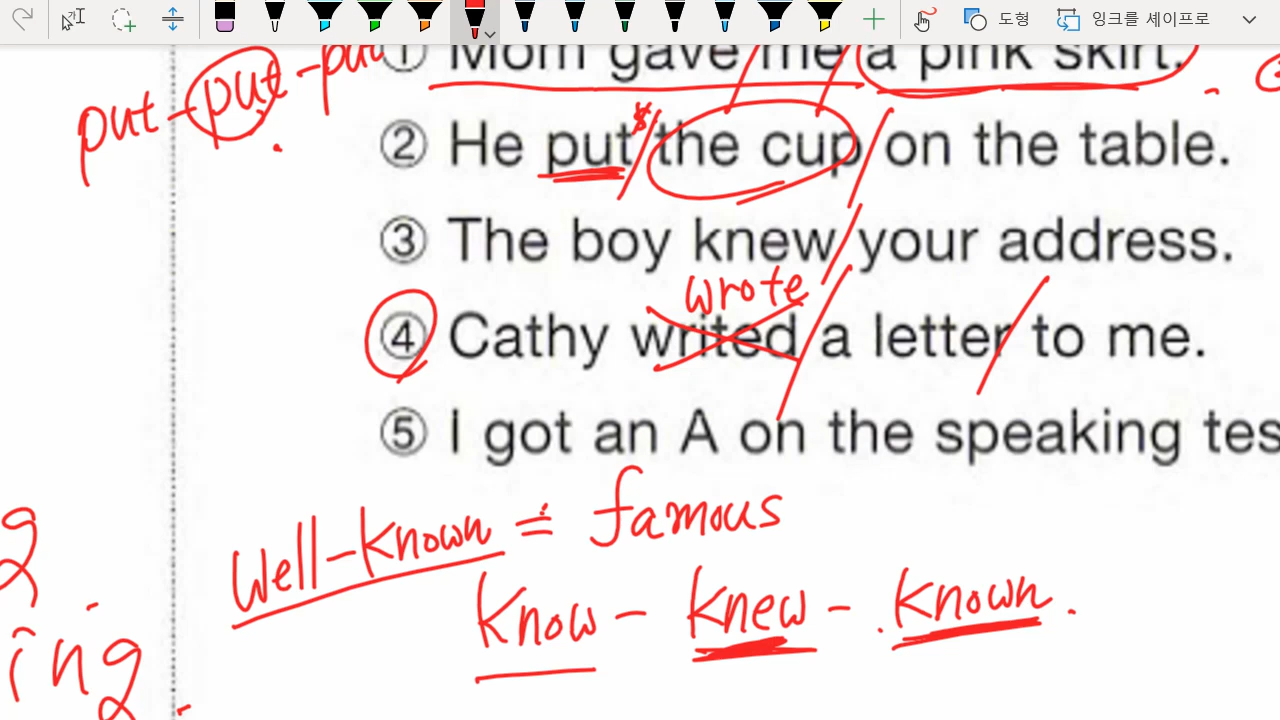 도형 잉크를 셰이프로
① Mom gave me a pink skirt.
put - put - put
② He put the cup on the table.
③ The boy knew your address.
wrote
④ Cathy writed a letter to me.
⑤ I got an A on the speaking tes
Well-known = famous
know - knew - known.
ing